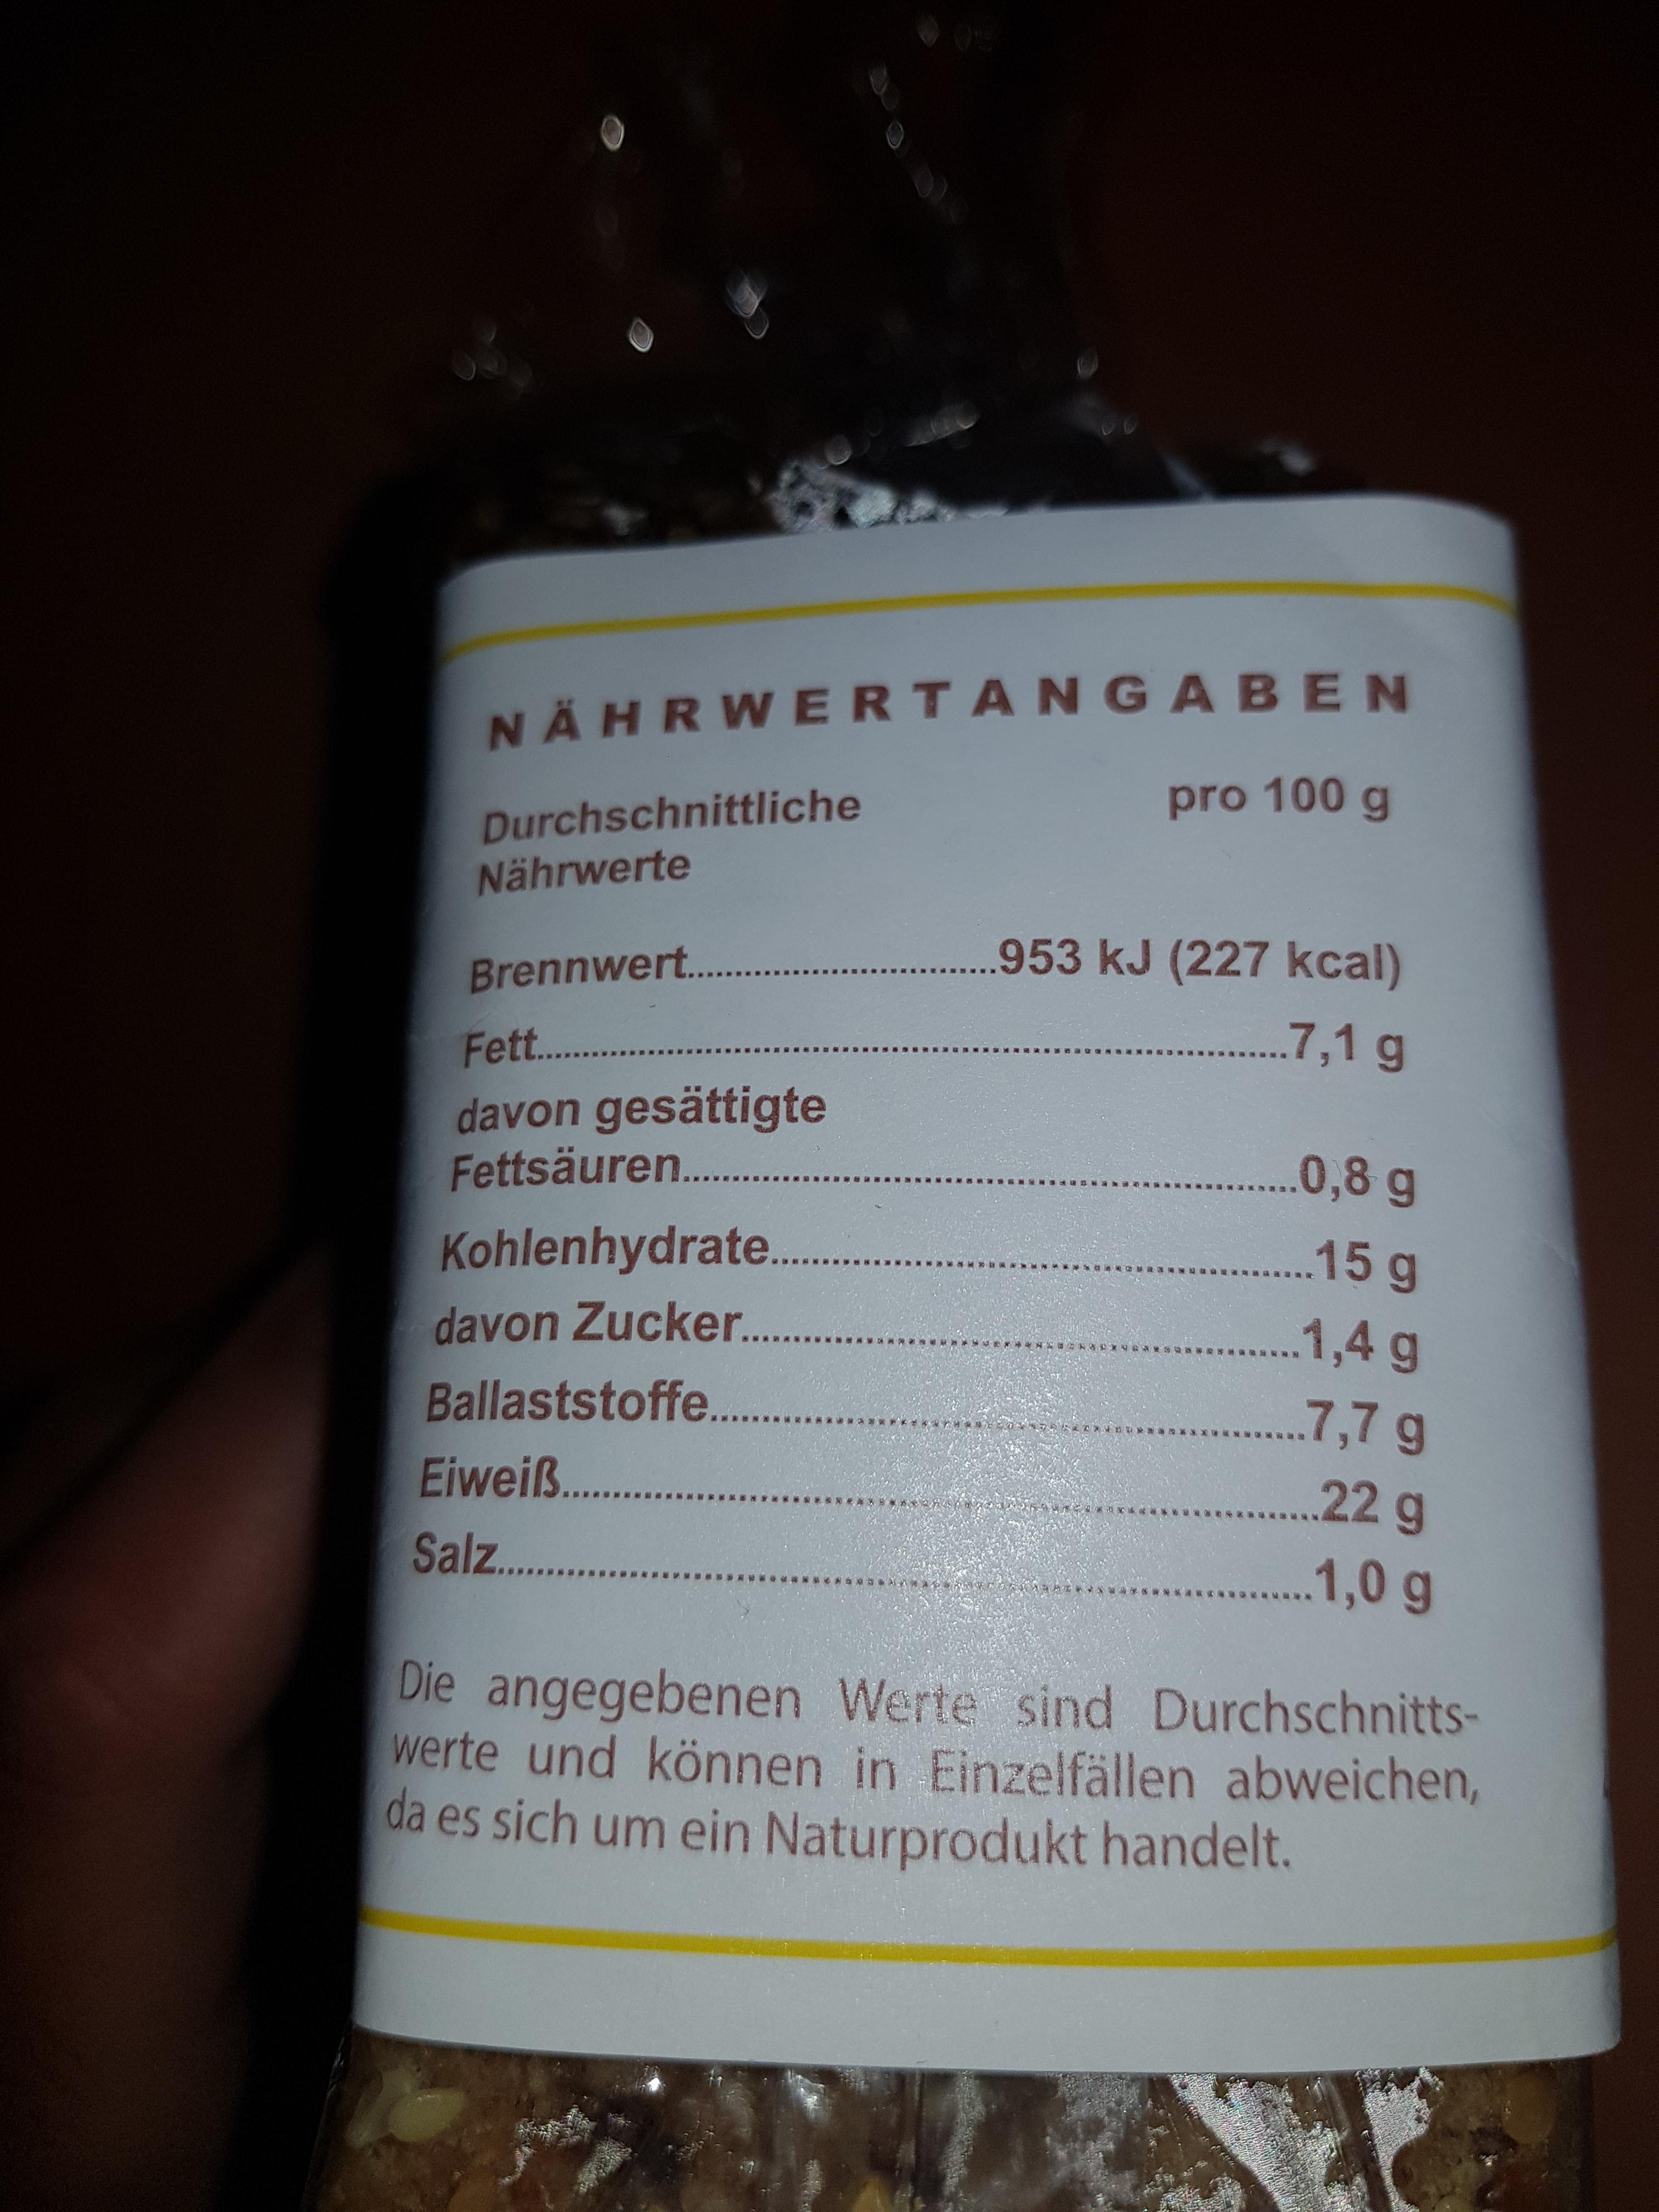 NÄHRWERTANGABEN
Durchschnittliche pro 100 g
Nährwerte
Brennwert........................953 kJ (227 kcal)
Fett............................................................7,1 g
davon gesättigte
Fettsäuren.................................................0,8 g
Kohlenhydrate...........................................15 g
davon Zucker............................................1,4 g
Ballaststoffe..............................................7,7 g
Eiweiß........................................................22 g
Salz...........................................................1,0 g
Die angegebenen Werte sind Durchschnitts-
werte und können in Einzelfällen abweichen,
da es sich um ein Naturprodukt handelt.